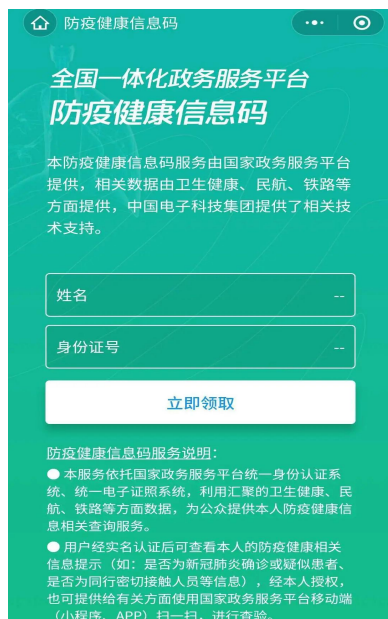 防疫健康信息码
全国一体化政务服务平台
防疫健康信息码
本防疫健康信息码服务由国家政务服务平台
提供，相关数据由卫生健康、民航、铁路等
方面提供，中国电子科技集团提供了相关技
术支持。
姓名 --
身份证号 --
立即领取
防疫健康信息码服务说明：
●本服务依托国家政务服务平台统一身份认证系
统、统一电子证照系统，利用汇聚的卫生健康、民
航、铁路等方面数据，为公众提供本人防疫健康信
息相关查询服务。
●用户经实名认证后可查看本人的防疫健康相关
信息提示（如：是否为新冠肺炎确诊或疑似患者、
是否为同行密切接触人员等信息），经本人授权，
也可提供给有关方面使用国家政务服务平台移动端
（小程序、APP）扫一扫，进行查验。